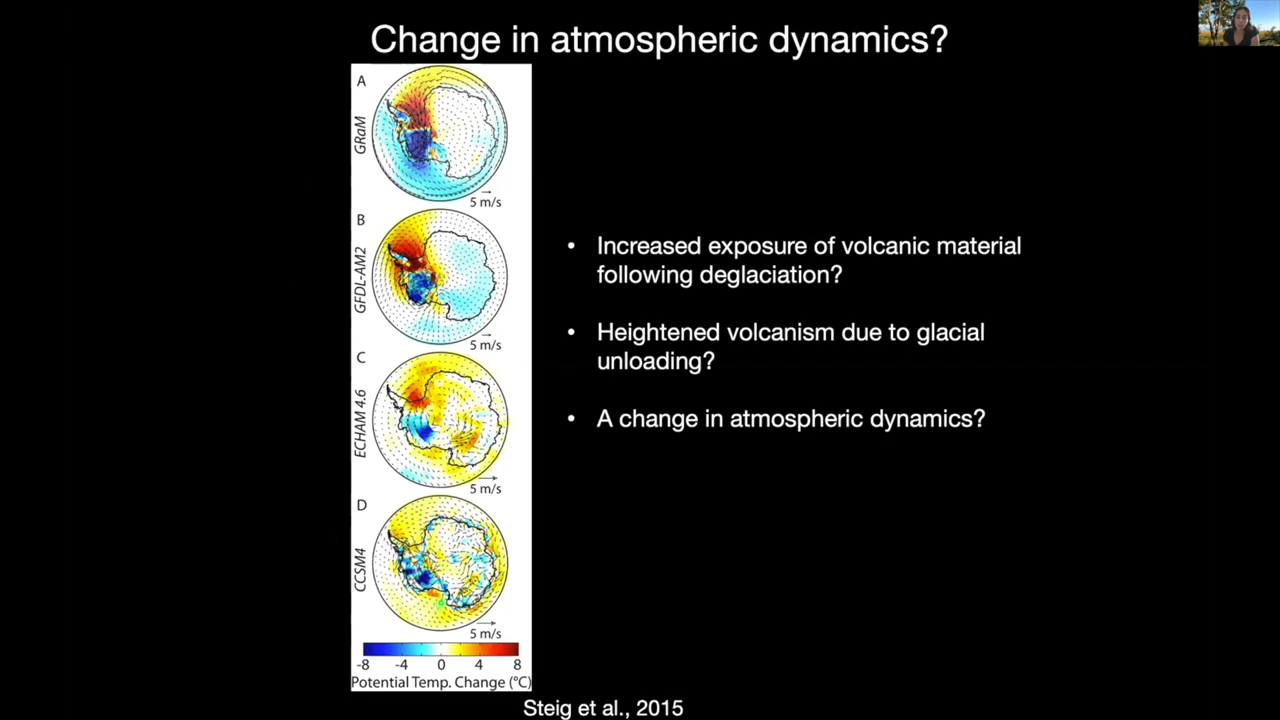 Change in atmospheric dynamics?
A
GRaM
5 m/s
B
GFDL-AM2
5 m/s
C
ECHAM 4.6
5 m/s
D
CCSM4
5 m/s
-8 -4 0 4 8
Potential Temp. Change (°C)
Steig et al., 2015
• Increased exposure of volcanic material
following deglaciation?
• Heightened volcanism due to glacial
unloading?
• A change in atmospheric dynamics?